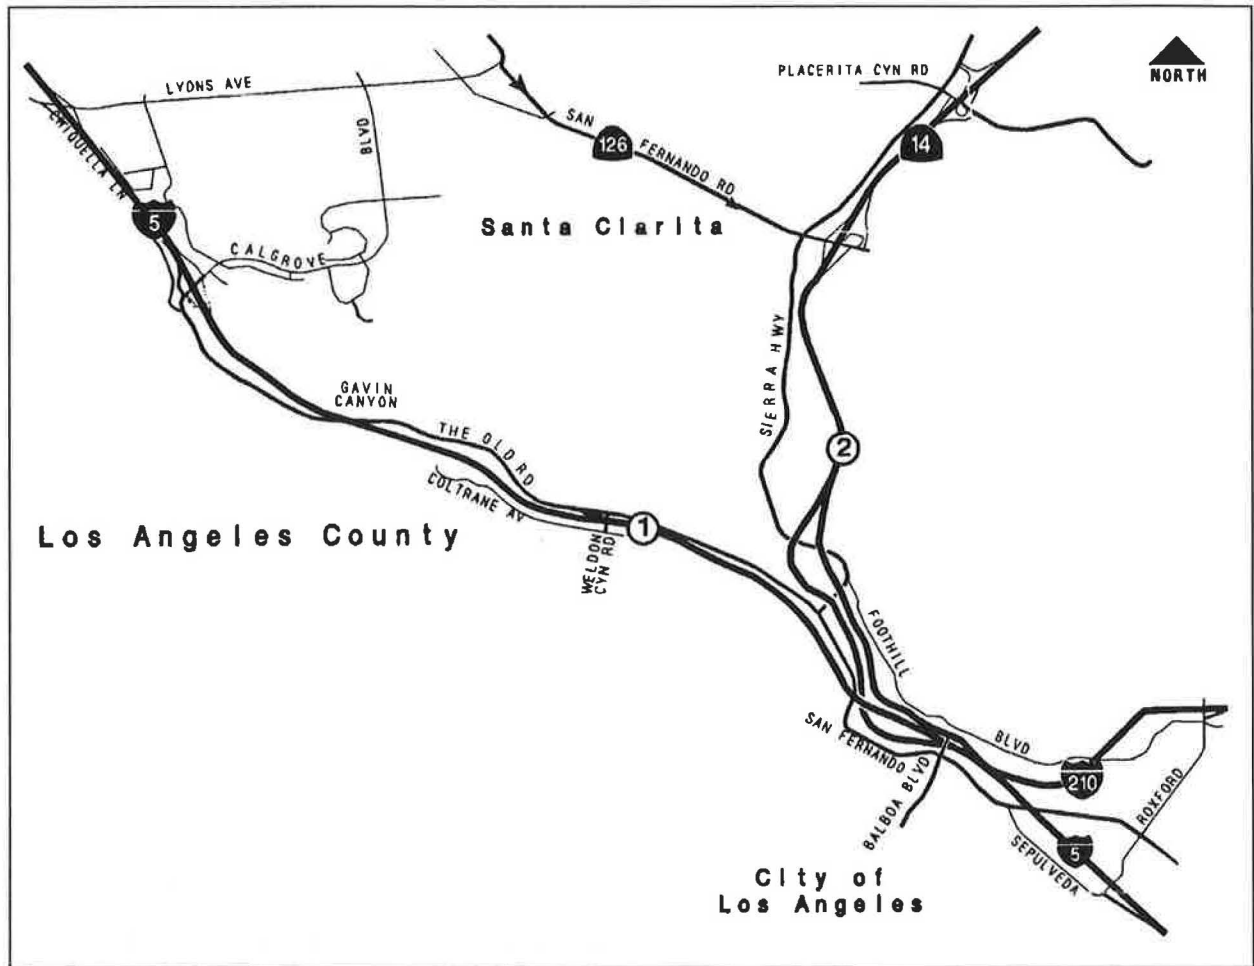 NORTH
PLACERITA CYN RD
LYONS AVE
BLVD
SAN
FERNANDO RD
126
14
CHIQUELLA LN
5
Santa Clarita
CALGROVE
SIERRA HWY
GAVIN
CANYON
THE OLD RD
COLTRANE AV
2
Los Angeles County
1
WELDON
CYN RD
FOOTHILL
BLVD
SAN FERNANDO
BALBOA BLVD
210
ROXFORD
5
SEPULVEDA
City of
Los Angeles